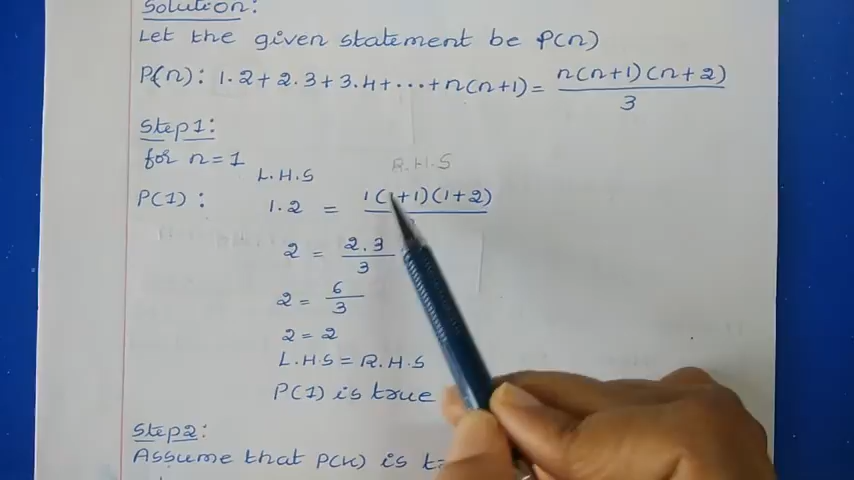 Solution:
Let the given statement be P(n)
P(n): 1.2+2.3+3.4+...+n(n+1)= n(n+1)(n+2)
3
Step1:
for n=1
L.H.S R.H.S
P(1): 1.2 = 1(1+1)(1+2)
2 = 2.3
3
2 = 6
3
2 = 2
L.H.S = R.H.S
P(1) is true
Step2:
Assume that P(k) is